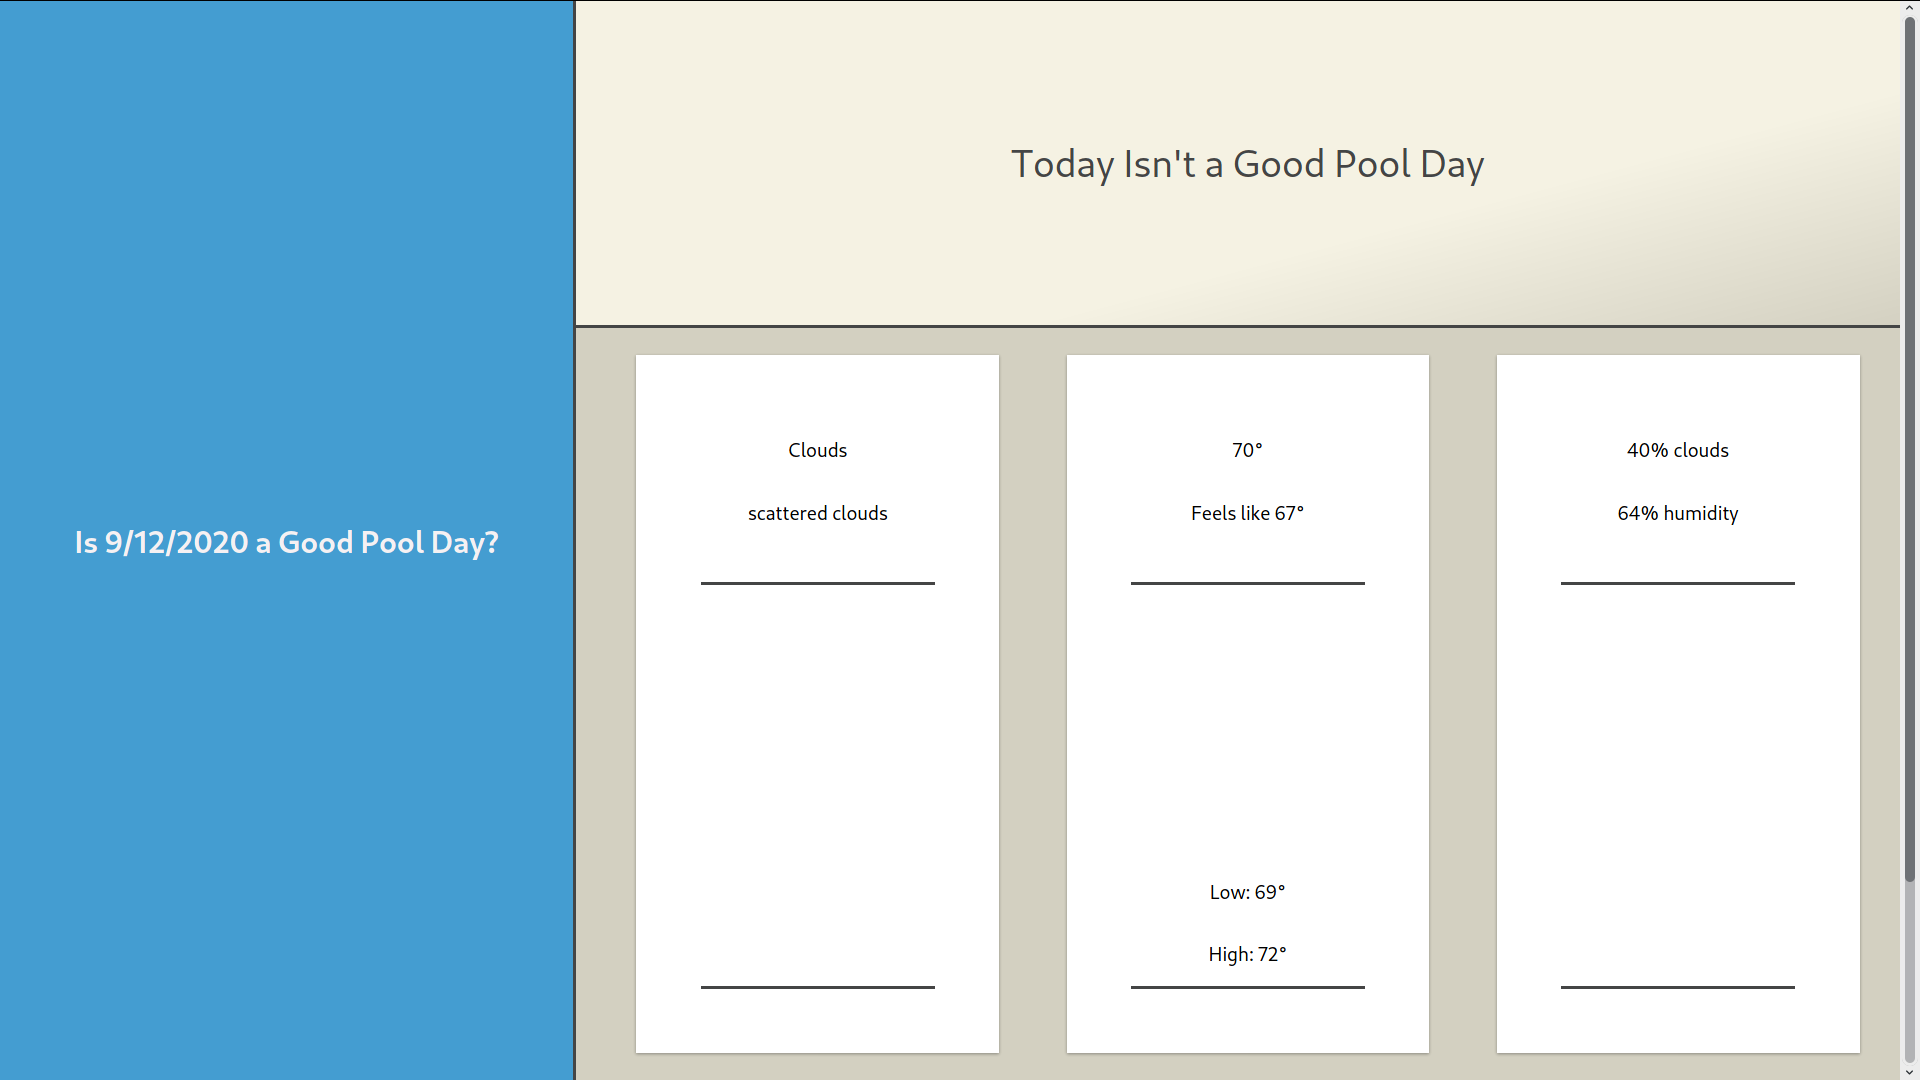 Is 9/12/2020 a Good Pool Day?
Today Isn't a Good Pool Day
Clouds
scattered clouds
70°
Feels like 67°
Low: 69°
High: 72°
40% clouds
64% humidity